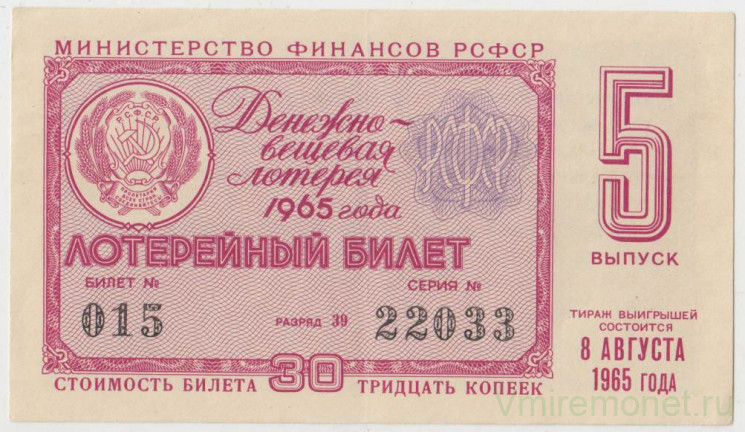 МИНИСТЕРСТВО ФИНАНСОВ РСФСР
РСФСР
Денежно-
вещевая
лотерея
1965 года
РСФСР
ЛОТЕРЕЙНЫЙ БИЛЕТ
БИЛЕТ №
СЕРИЯ №
015
РАЗРЯД 39
22033
СТОИМОСТЬ БИЛЕТА 30 ТРИДЦАТЬ КОПЕЕК
5
ВЫПУСК
ТИРАЖ ВЫИГРЫШЕЙ
СОСТОИТСЯ
8 АВГУСТА
1965 ГОДА
vmiremonet.ru